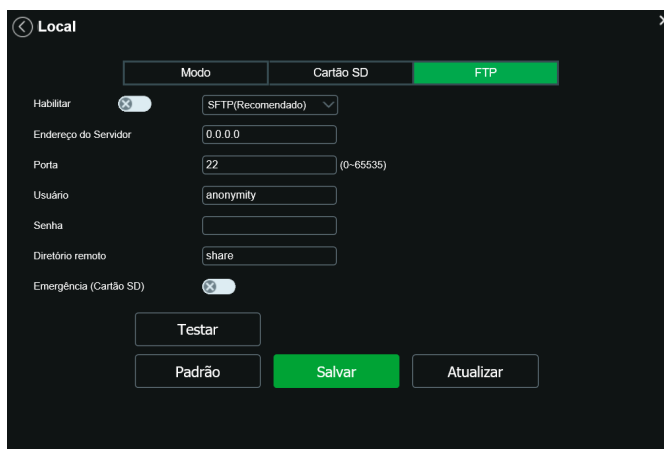 Local
Modo Cartão SD FTP
Habilitar SFTP(Recomendado)
Endereço do Servidor 0.0.0.0
Porta 22 (0~65535)
Usuário anonymity
Senha
Diretório remoto share
Emergência (Cartão SD)
Testar
Padrão Salvar Atualizar